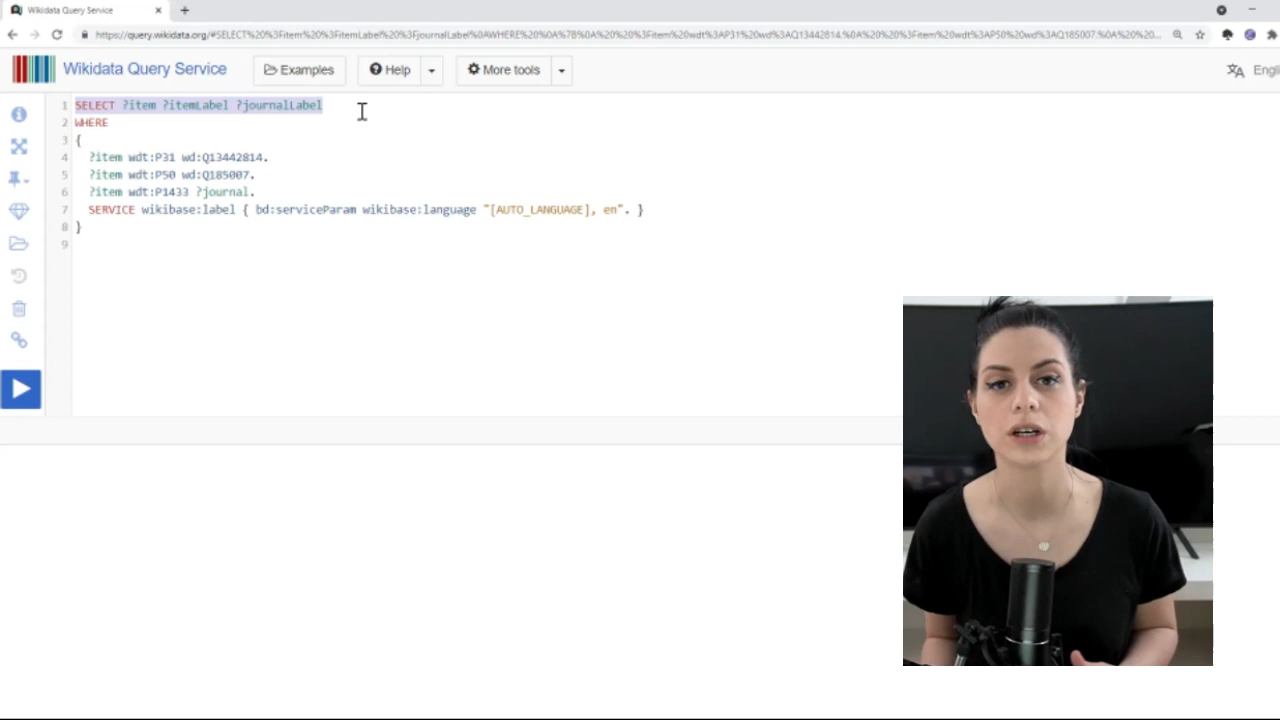 Wikidata Query Service
https://query.wikidata.org/#SELECT%20%3Fitem%20%3FitemLabel%20%3FjournalLabel%0AWHERE%20%0A%7B%0A%20%20%3Fitem%20wdt%3AP31%20wd%3AQ13442814.%0A%20%20%3Fitem%20wdt%3AP50%20wd%3AQ185007.%0A%20%20...
Wikidata Query Service
Examples
Help
More tools
Engli
1 SELECT ?item ?itemLabel ?journalLabel
2 WHERE
3 {
4 ?item wdt:P31 wd:Q13442814.
5 ?item wdt:P50 wd:Q185007.
6 ?item wdt:P1433 ?journal.
7 SERVICE wikibase:label { bd:serviceParam wikibase:language "[AUTO_LANGUAGE], en". }
8 }
9